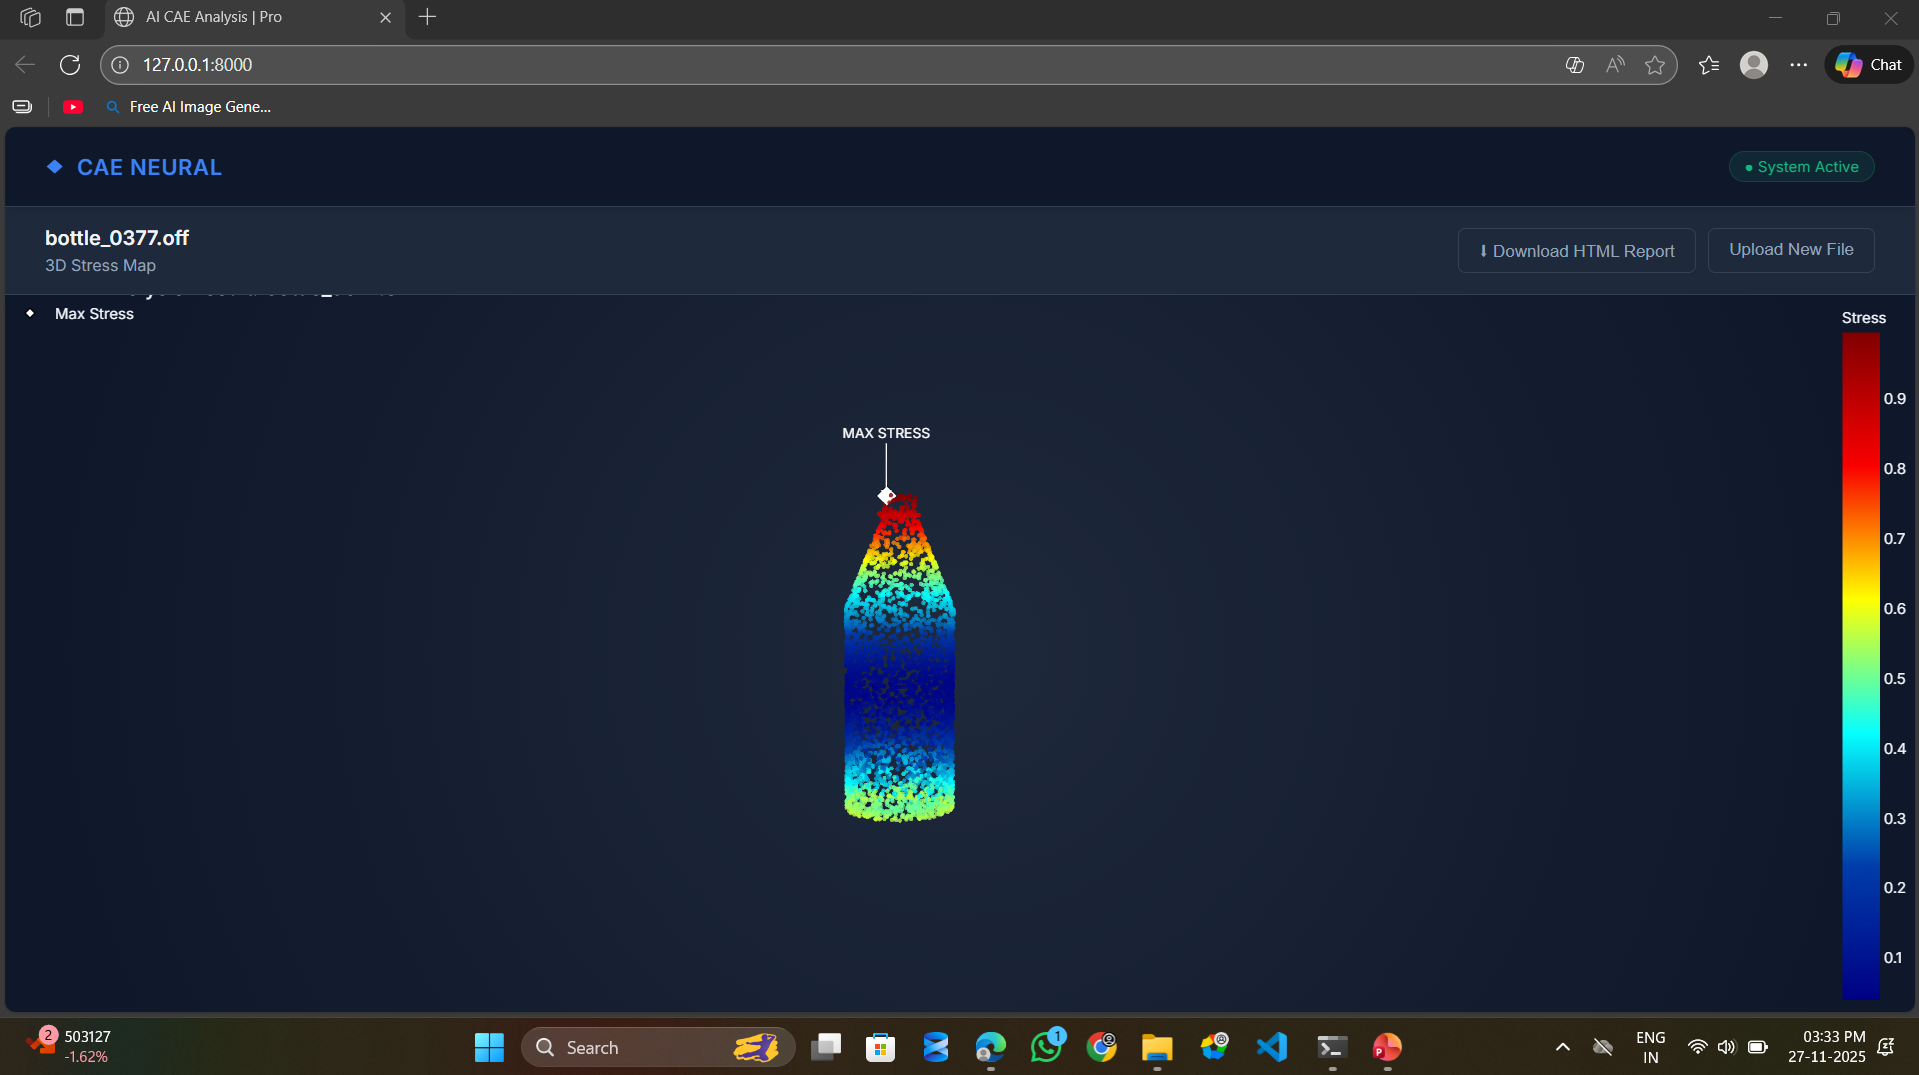 AI CAE Analysis | Pro
127.0.0.1:8000
Chat
Free AI Image Gene...
CAE NEURAL
System Active
bottle_0377.off
3D Stress Map
Download HTML Report
Upload New File
Max Stress
Stress
MAX STRESS
0.9
0.8
0.7
0.6
0.5
0.4
0.3
0.2
0.1
2
503127
-1.62%
Search
1
ENG
IN
03:33 PM
27-11-2025